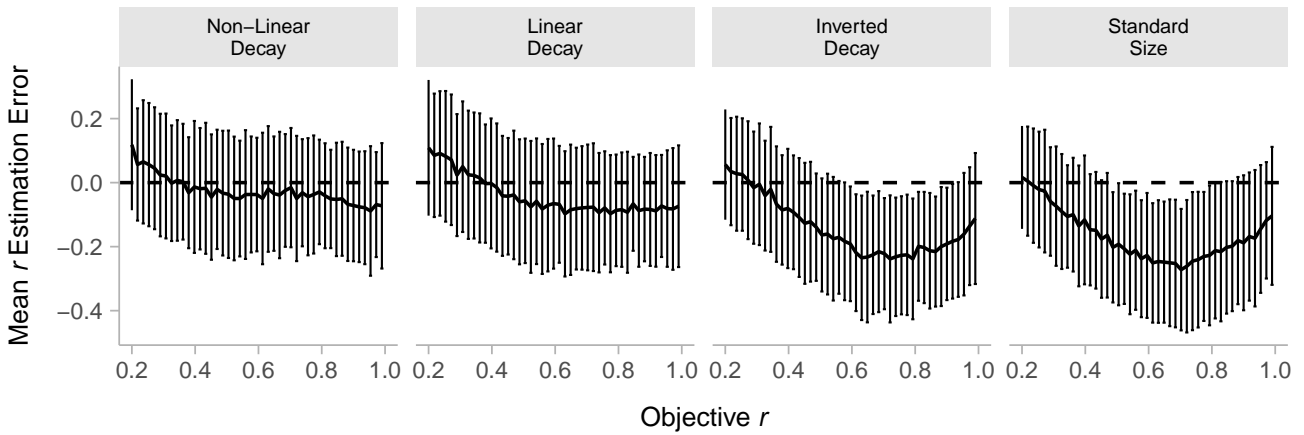 Non−Linear
Decay
Linear
Decay
Inverted
Decay
Standard
Size
Mean r Estimation Error
0.2
0.0
−0.2
−0.4
0.2 0.4 0.6 0.8 1.0
0.2 0.4 0.6 0.8 1.0
0.2 0.4 0.6 0.8 1.0
0.2 0.4 0.6 0.8 1.0
Objective r